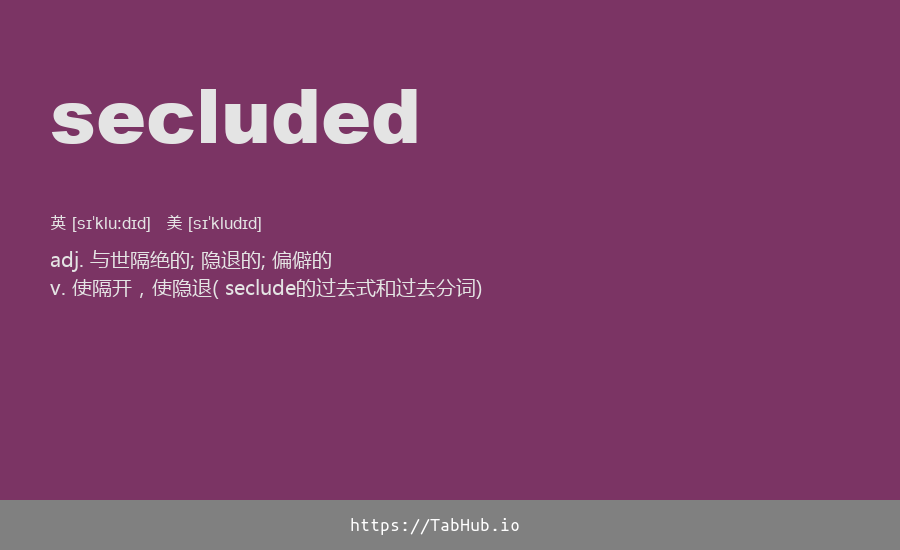 secluded
英 [sɪˈkluːdɪd] 美 [sɪˈkludɪd]
adj. 与世隔绝的; 隐退的; 偏僻的
v. 使隔开，使隐退( seclude的过去式和过去分词)
https://TabHub.io